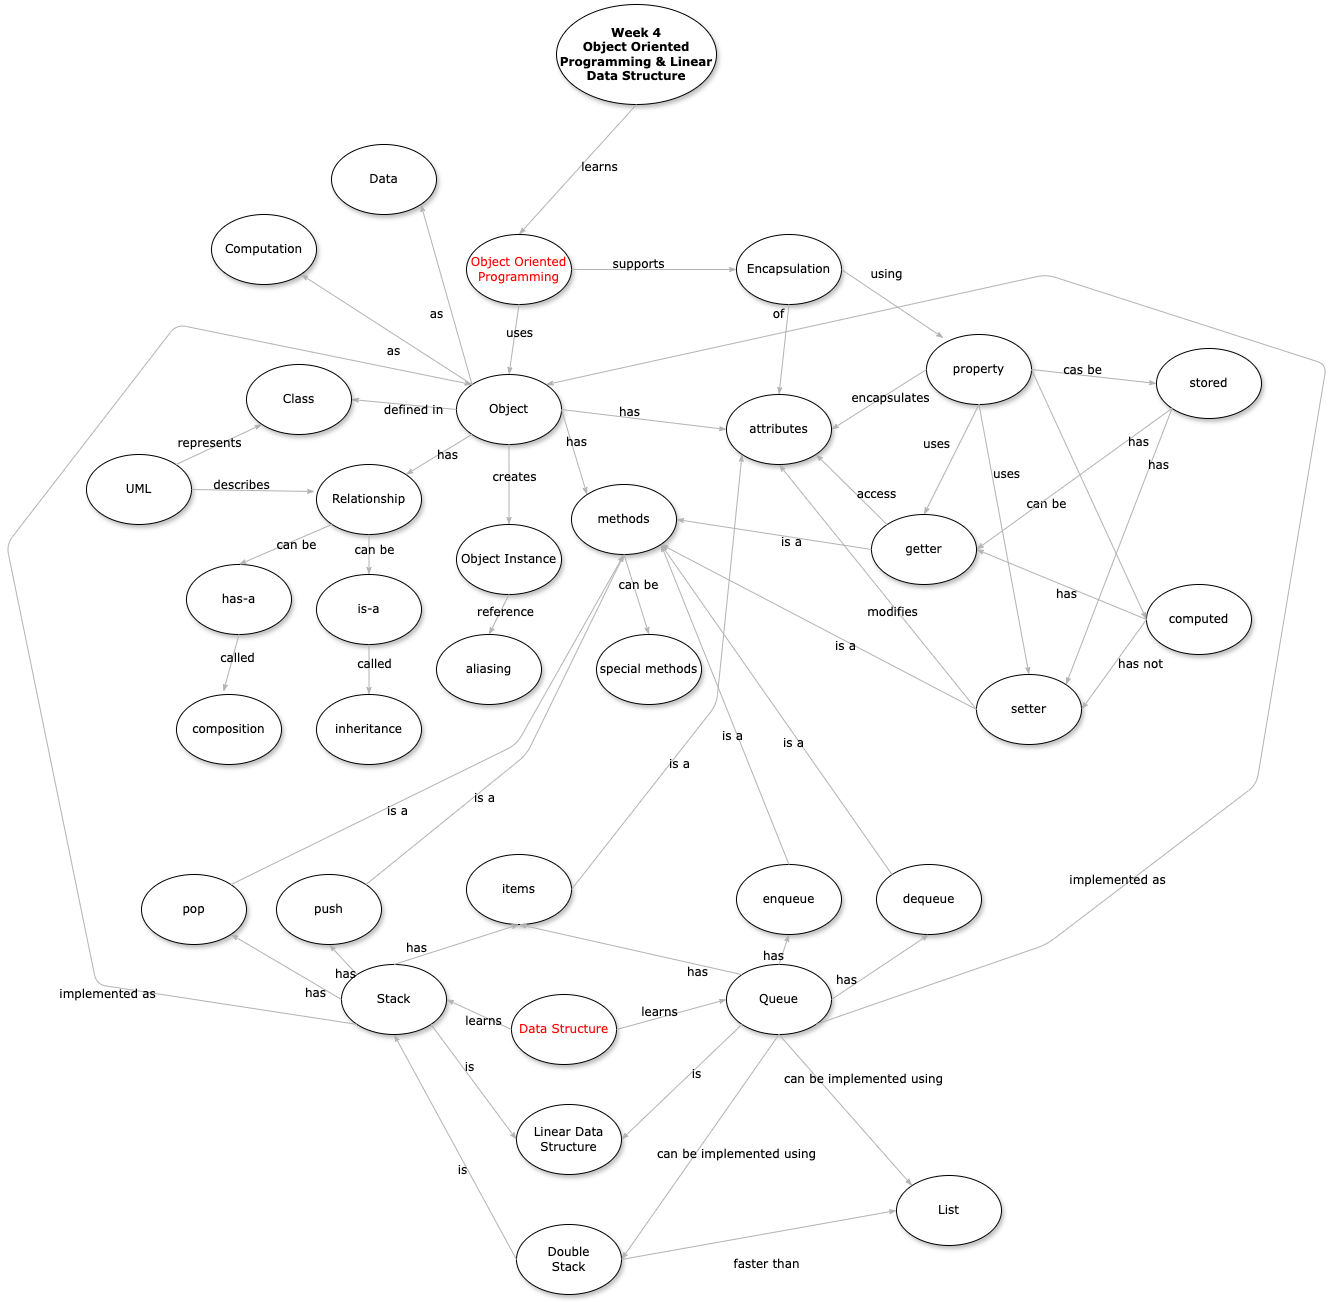 Week 4
Object Oriented
Programming & Linear
Data Structure
learns
Data
Computation
Object Oriented
Programming
supports
Encapsulation
using
as
uses
of
as
property
cas be
stored
Class
defined in
Object
has
encapsulates
attributes
represents
has
has
uses
has
has
UML
describes
Relationship
creates
uses
access
can be
methods
can be
can be
is a
getter
Object Instance
can be
has
has-a
is-a
reference
modifies
computed
called
called
aliasing
special methods
is a
has not
composition
inheritance
setter
is a
is a
is a
is a
is a
implemented as
pop
push
items
enqueue
dequeue
has
has
has
has
has
has
implemented as
Stack
Queue
learns
Data Structure
learns
is
is
can be implemented using
Linear Data
Structure
can be implemented using
is
List
Double
Stack
faster than